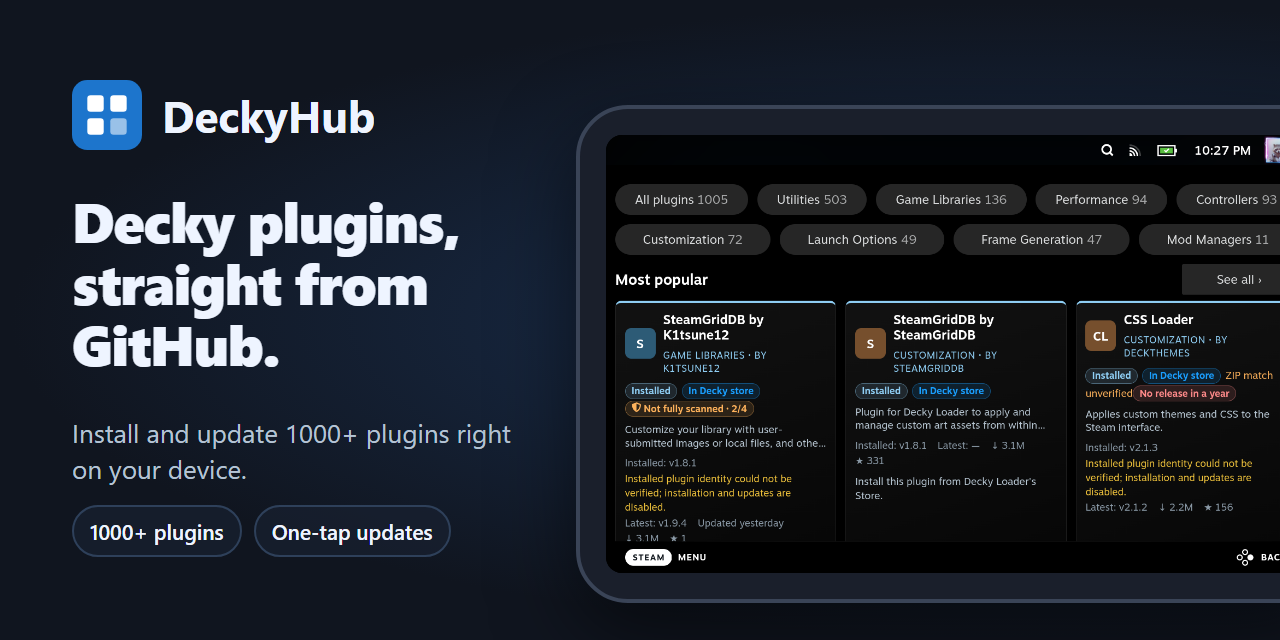 DeckyHub
Decky plugins,
straight from
GitHub.
Install and update 1000+ plugins right
on your device.
1000+ plugins
One-tap updates
10:27 PM
All plugins 1005
Utilities 503
Game Libraries 136
Performance 94
Controllers 93
Customization 72
Launch Options 49
Frame Generation 47
Mod Managers 11
Most popular
See all ›
S
SteamGridDB by
K1tsune12
GAME LIBRARIES · BY
K1TSUNE12
Installed
In Decky store
Not fully scanned · 2/4
Customize your library with user-
submitted images or local files, and othe...
Installed: v1.8.1
Installed plugin identity could not be
verified; installation and updates are
disabled.
Latest: v1.9.4 Updated yesterday
↓ 3.1M ★ 1
S
SteamGridDB by
SteamGridDB
CUSTOMIZATION · BY
STEAMGRIDDB
Installed
In Decky store
Plugin for Decky Loader to apply and
manage custom art assets from within...
Installed: v1.8.1 Latest: — ↓ 3.1M
★ 331
Install this plugin from Decky Loader's
Store.
CL
CSS Loader
CUSTOMIZATION · BY
DECKTHEMES
Installed
In Decky store
ZIP match
unverified
No release in a year
Applies custom themes and CSS to the
Steam interface.
Installed: v2.1.3
Installed plugin identity could not be
verified; installation and updates are
disabled.
Latest: v2.1.2 ↓ 2.2M ★ 156
STEAM
MENU
BAC